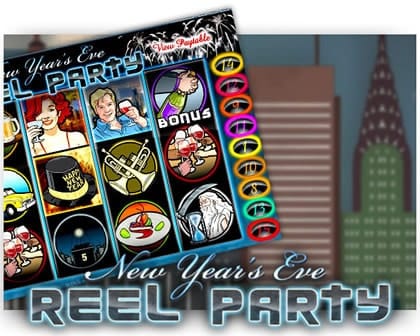 New Year's Eve
REEL PARTY
View Paytable
BONUS
HAPPY
NEW
YEAR
5
New Year's Eve
REEL PARTY